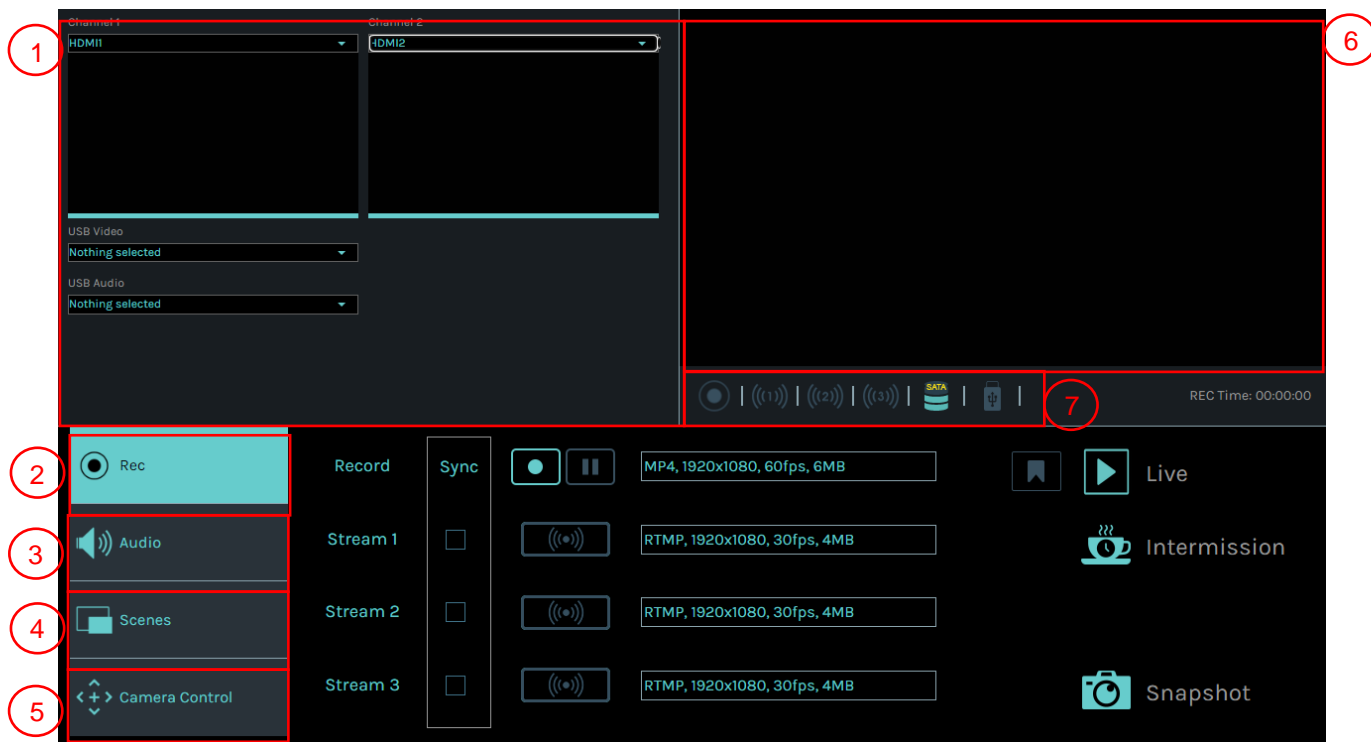 Channel 1
Channel 2
HDMI1
HDMI2
USB Video
Nothing selected
USB Audio
Nothing selected
1
6
((1)) | ((2)) | ((3)) | SATA
7
REC Time: 00:00:00
2
Rec
Record
Sync
MP4, 1920x1080, 60fps, 6MB
Live
3
Audio
Stream 1
RTMP, 1920x1080, 30fps, 4MB
Intermission
4
Scenes
Stream 2
RTMP, 1920x1080, 30fps, 4MB
5
Camera Control
Stream 3
RTMP, 1920x1080, 30fps, 4MB
Snapshot